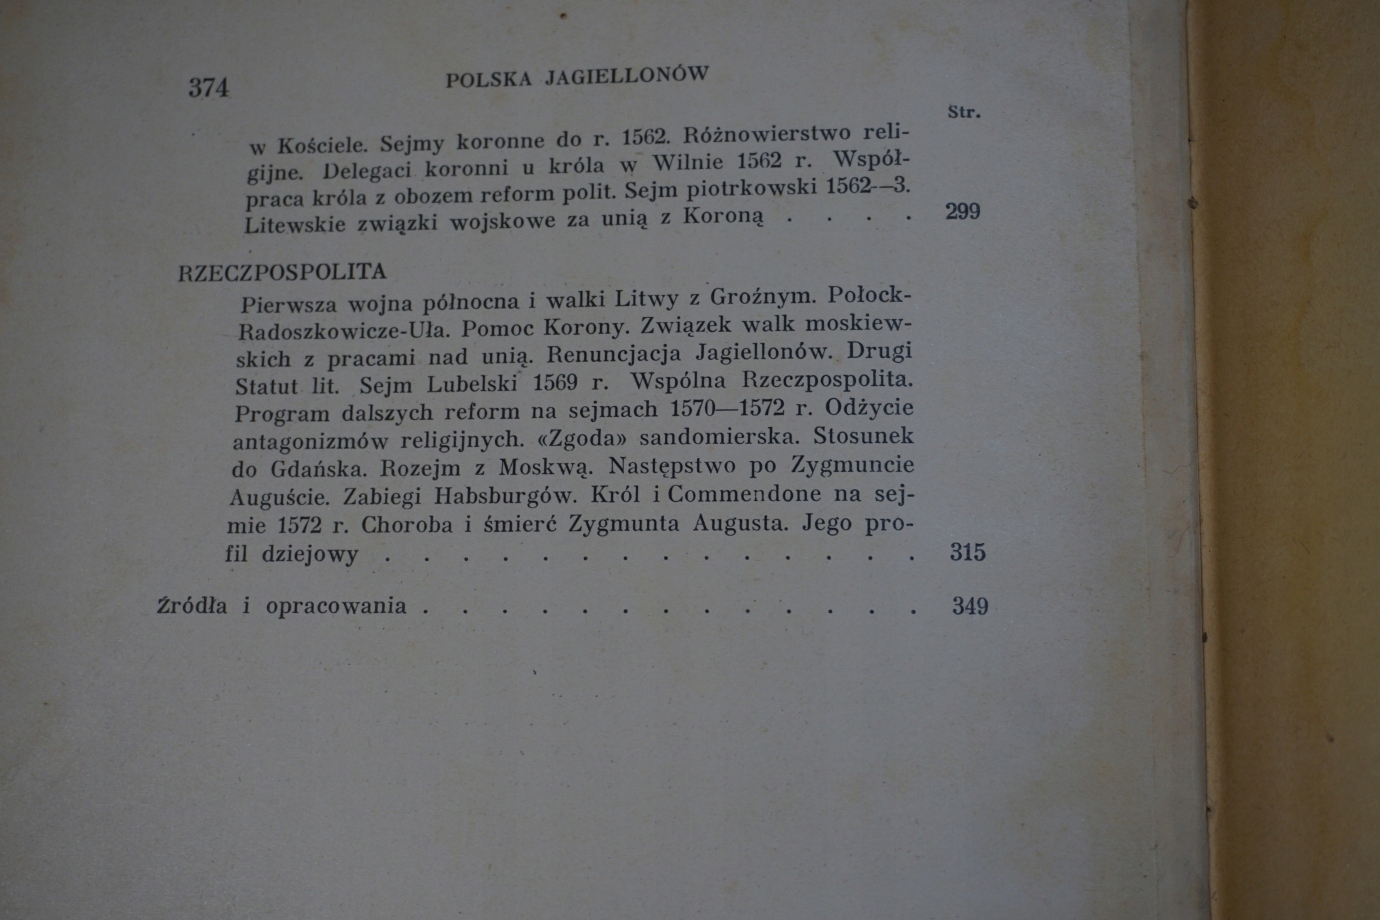 374
POLSKA JAGIELLONÓW
Str.
w Kościele. Sejmy koronne do r. 1562. Różnowierstwo reli-
gijne. Delegaci koronni u króla w Wilnie 1562 r. Współ-
praca króla z obozem reform polit. Sejm piotrkowski 1562—3.
Litewskie związki wojskowe za unią z Koroną . . . . 299
RZECZPOSPOLITA
Pierwsza wojna północna i walki Litwy z Groźnym. Połock-
Radoszkowicze-Uła. Pomoc Korony. Związek walk moskiew-
skich z pracami nad unią. Renuncjacja Jagiellonów. Drugi
Statut lit. Sejm Lubelski 1569 r. Wspólna Rzeczpospolita.
Program dalszych reform na sejmach 1570—1572 r. Odżycie
antagonizmów religijnych. «Zgoda» sandomierska. Stosunek
do Gdańska. Rozejm z Moskwą. Następstwo po Zygmuncie
Auguście. Zabiegi Habsburgów. Król i Commendone na sej-
mie 1572 r. Choroba i śmierć Zygmunta Augusta. Jego pro-
fil dziejowy . . . . . . . . . . . . . . 315
Źródła i opracowania . . . . . . . . . . . . . 349